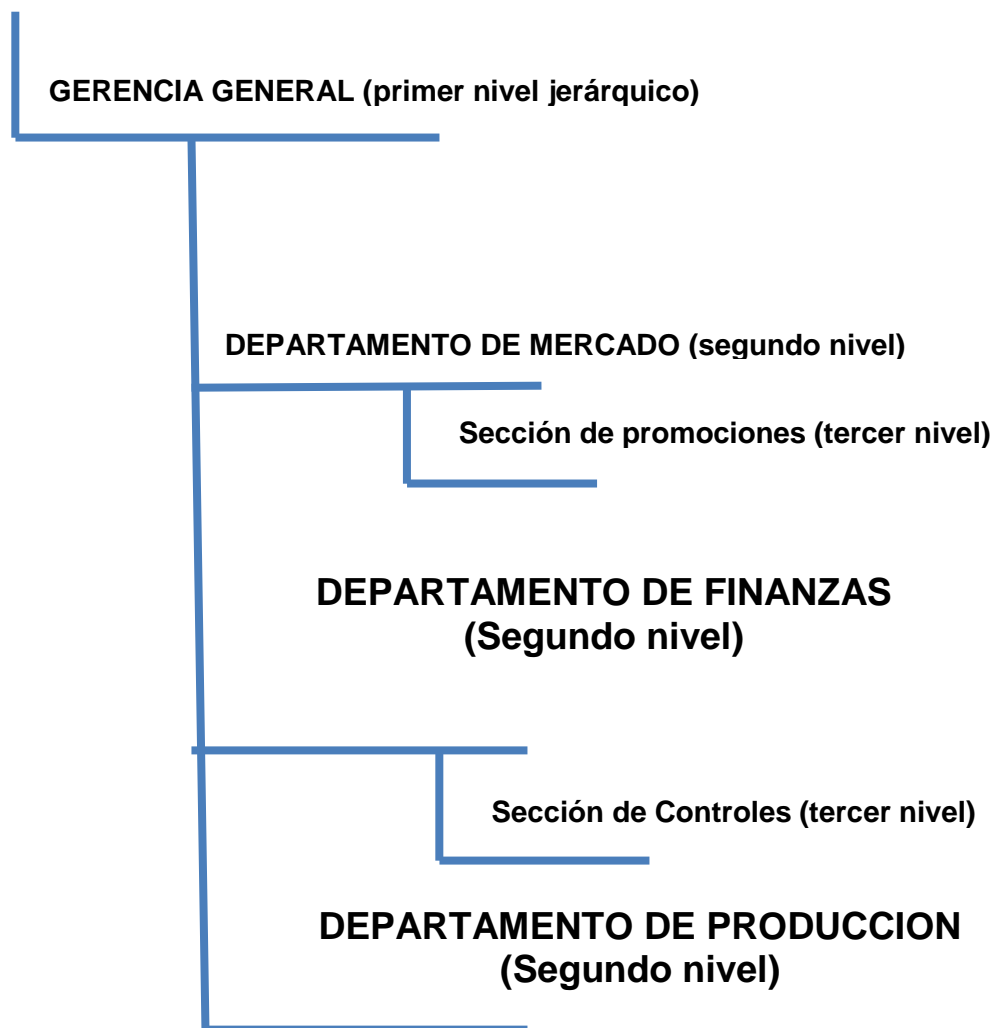 GERENCIA GENERAL (primer nivel jerárquico)
DEPARTAMENTO DE MERCADO (segundo nivel)
Sección de promociones (tercer nivel)
DEPARTAMENTO DE FINANZAS
(Segundo nivel)
Sección de Controles (tercer nivel)
DEPARTAMENTO DE PRODUCCION
(Segundo nivel)